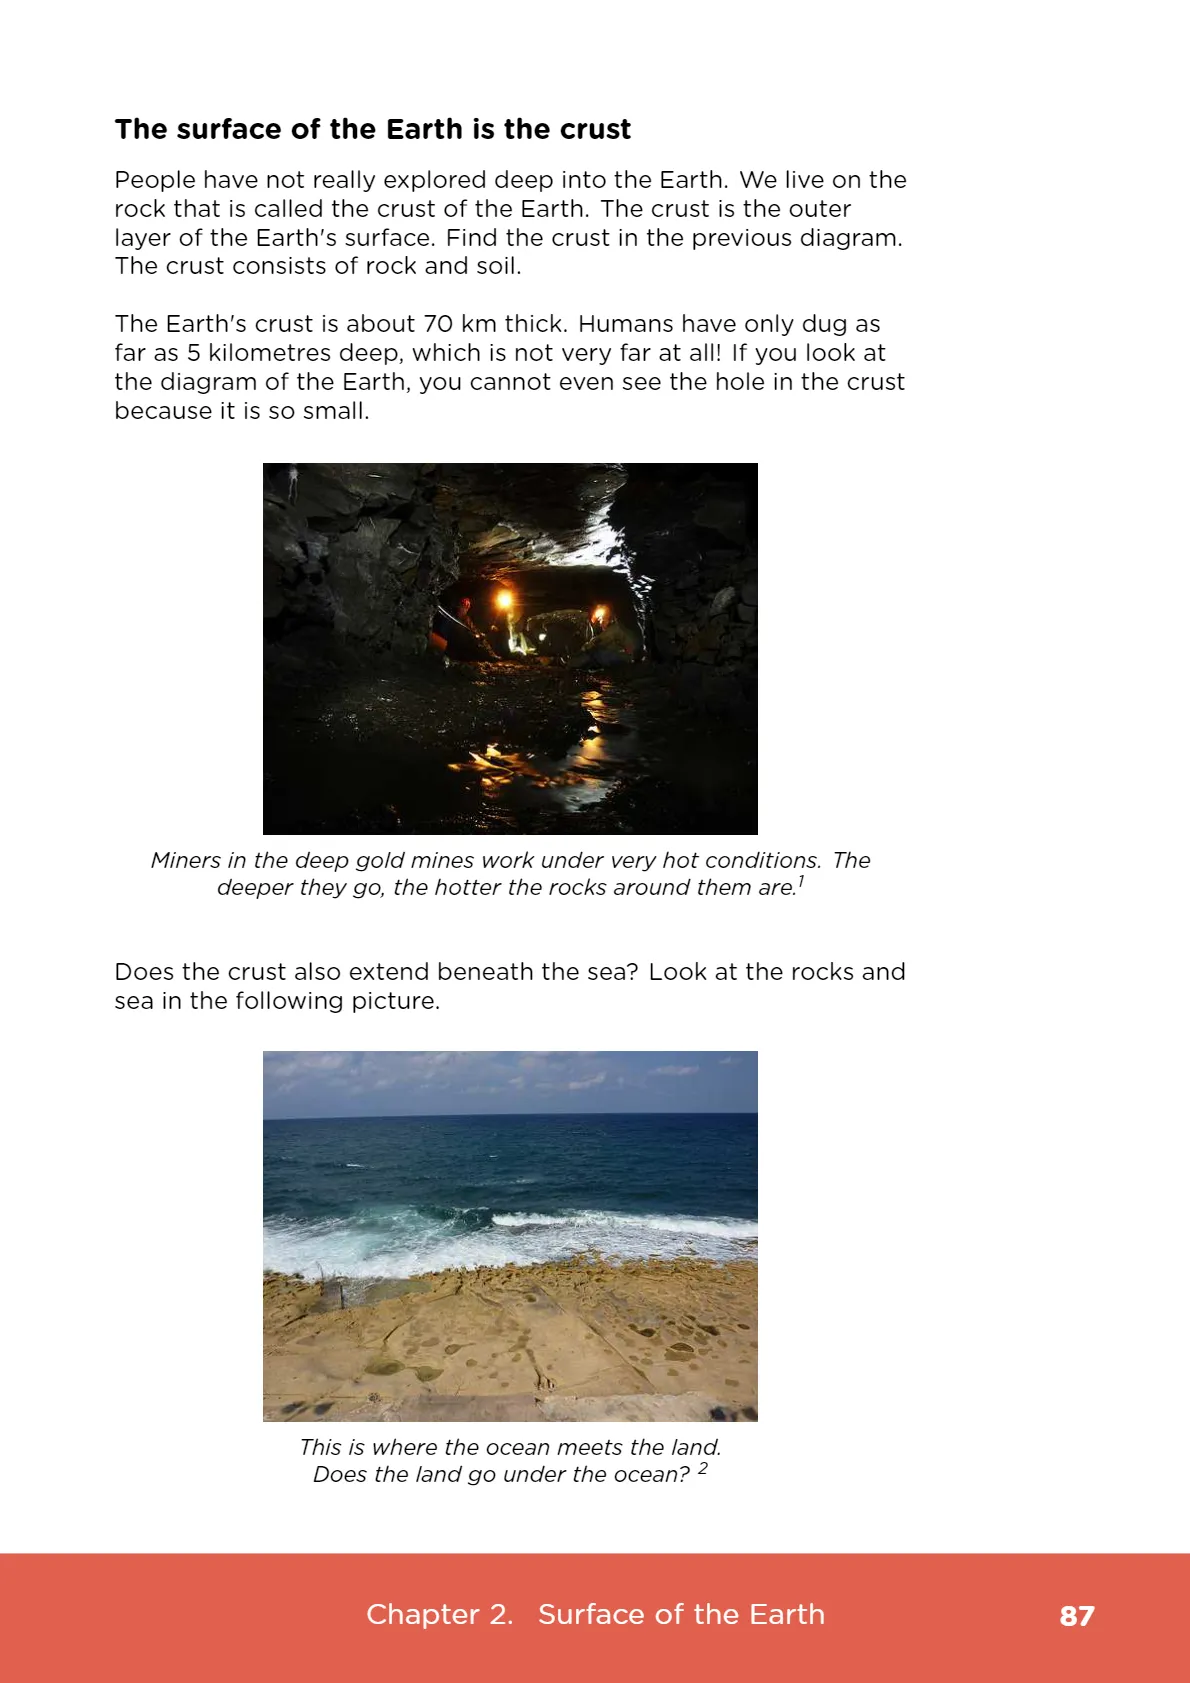 The surface of the Earth is the crust
People have not really explored deep into the Earth. We live on the
rock that is called the crust of the Earth. The crust is the outer
layer of the Earth's surface. Find the crust in the previous diagram.
The crust consists of rock and soil.
The Earth's crust is about 70 km thick. Humans have only dug as
far as 5 kilometres deep, which is not very far at all! If you look at
the diagram of the Earth, you cannot even see the hole in the crust
because it is so small.
Miners in the deep gold mines work under very hot conditions. The
deeper they go, the hotter the rocks around them are.1
Does the crust also extend beneath the sea? Look at the rocks and
sea in the following picture.
This is where the ocean meets the land.
Does the land go under the ocean? 2
Chapter 2. Surface of the Earth 87